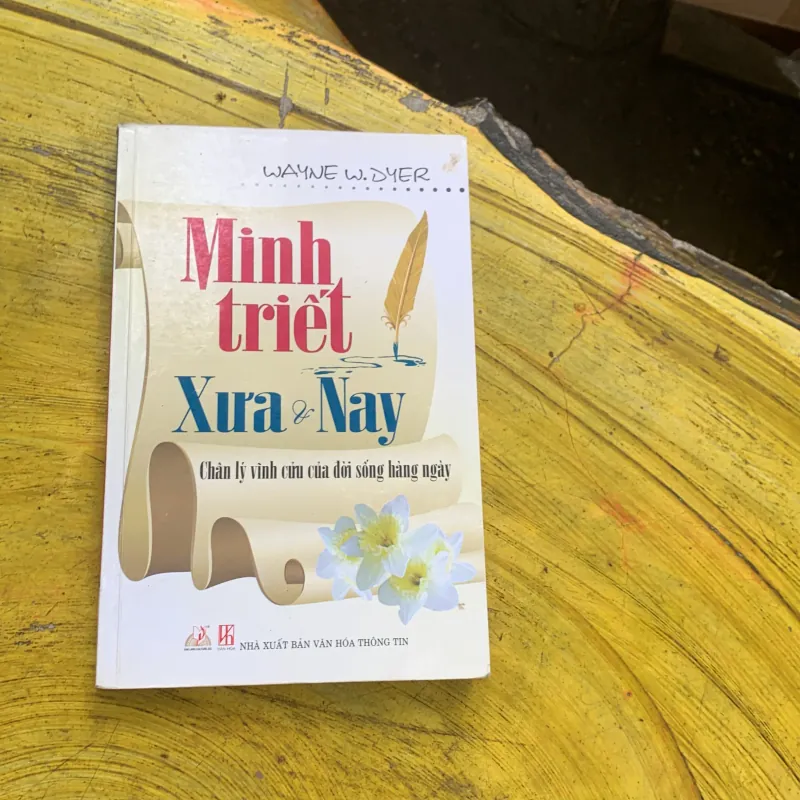 WAYNE W. DYER
Minh
triết
Xưa & Nay
Chân lý vĩnh cửu của đời sống hàng ngày
NHÀ XUẤT BẢN VĂN HÓA THÔNG TIN